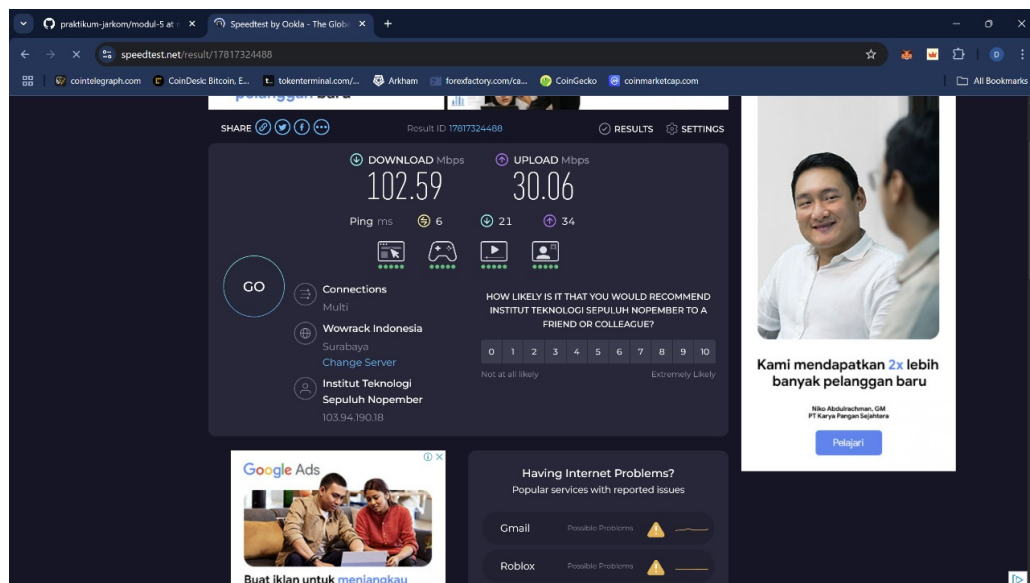 praktikum-jarkom/modul-5 at
Speedtest by Ookla - The Glob
speedtest.net/result/17817324488
cointelegraph.com
CoinDesk: Bitcoin, E...
tokenterminal.com/...
Arkham
forexfactory.com/ca...
CoinGecko
coinmarketcap.com
All Bookmarks
pelanggan baru
SHARE
Result ID 17817324488
RESULTS
SETTINGS
DOWNLOAD Mbps
102.59
UPLOAD Mbps
30.06
Ping ms 6 21 34
GO
Connections
Multi
Wowrack Indonesia
Surabaya
Change Server
Institut Teknologi
Sepuluh Nopember
103.94.190.18
HOW LIKELY IS IT THAT YOU WOULD RECOMMEND
INSTITUT TEKNOLOGI SEPULUH NOPEMBER TO A
FRIEND OR COLLEAGUE?
0 1 2 3 4 5 6 7 8 9 10
Not at all likely
Extremely Likely
Kami mendapatkan 2x lebih
banyak pelanggan baru
Niko Abdulrachman, GM
PT Karya Pangan Sejahtera
Pelajari
Google Ads
Buat iklan untuk menjangkau
Having Internet Problems?
Popular services with reported issues
Gmail
Possible Problems
Roblox
Possible Problems